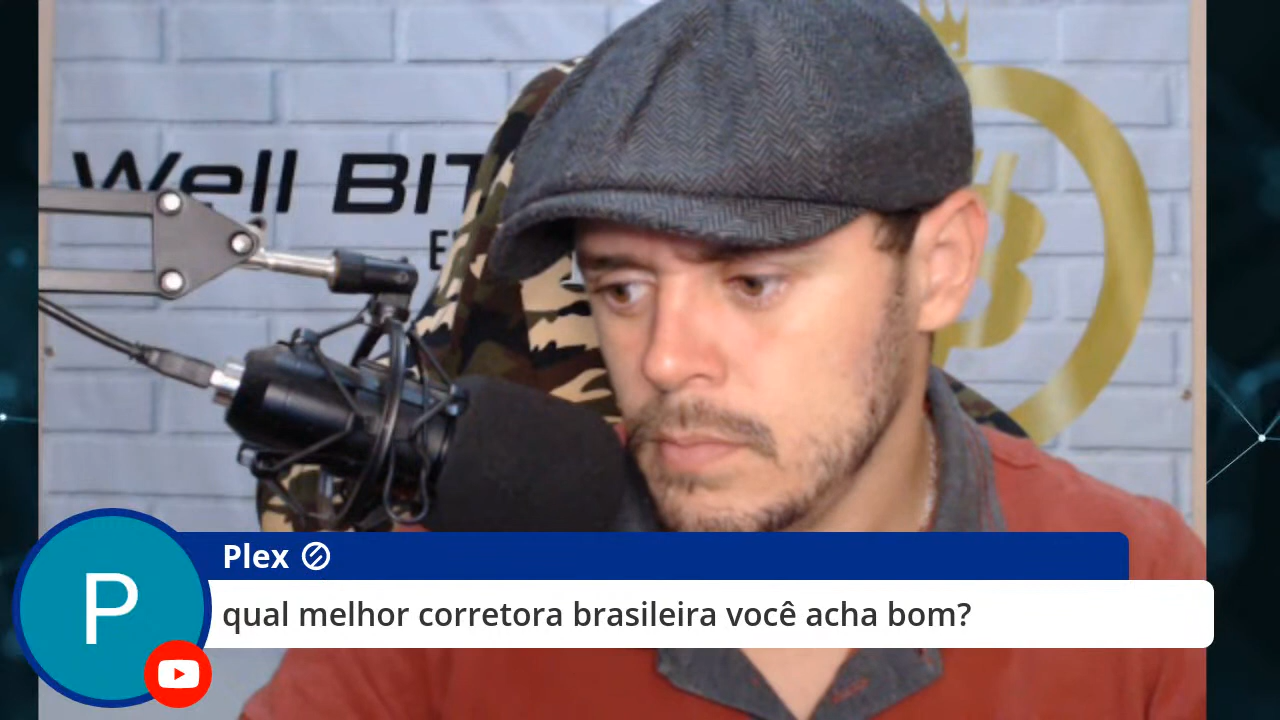 Well BIT
Plex
qual melhor corretora brasileira você acha bom?
P